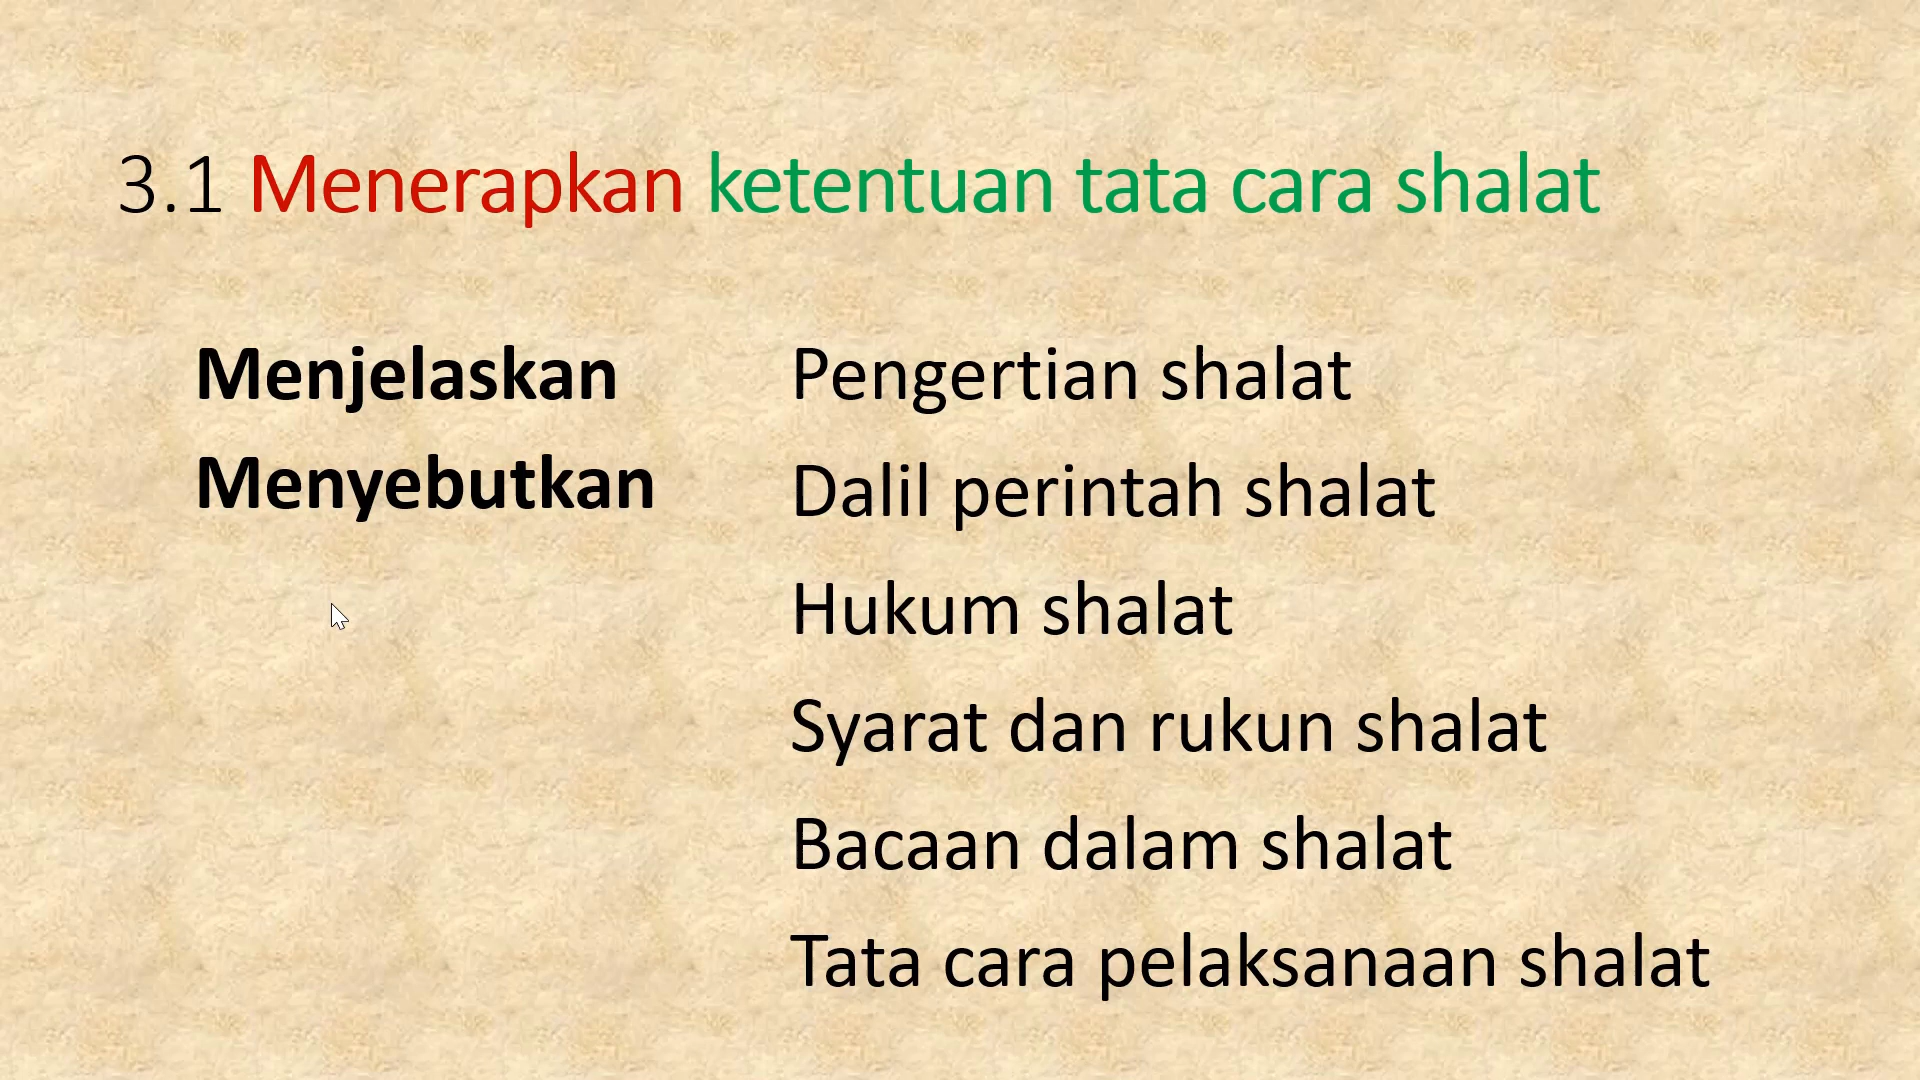 3.1 Menerapkan ketentuan tata cara shalat
Menjelaskan
Menyebutkan
Pengertian shalat
Dalil perintah shalat
Hukum shalat
Syarat dan rukun shalat
Bacaan dalam shalat
Tata cara pelaksanaan shalat